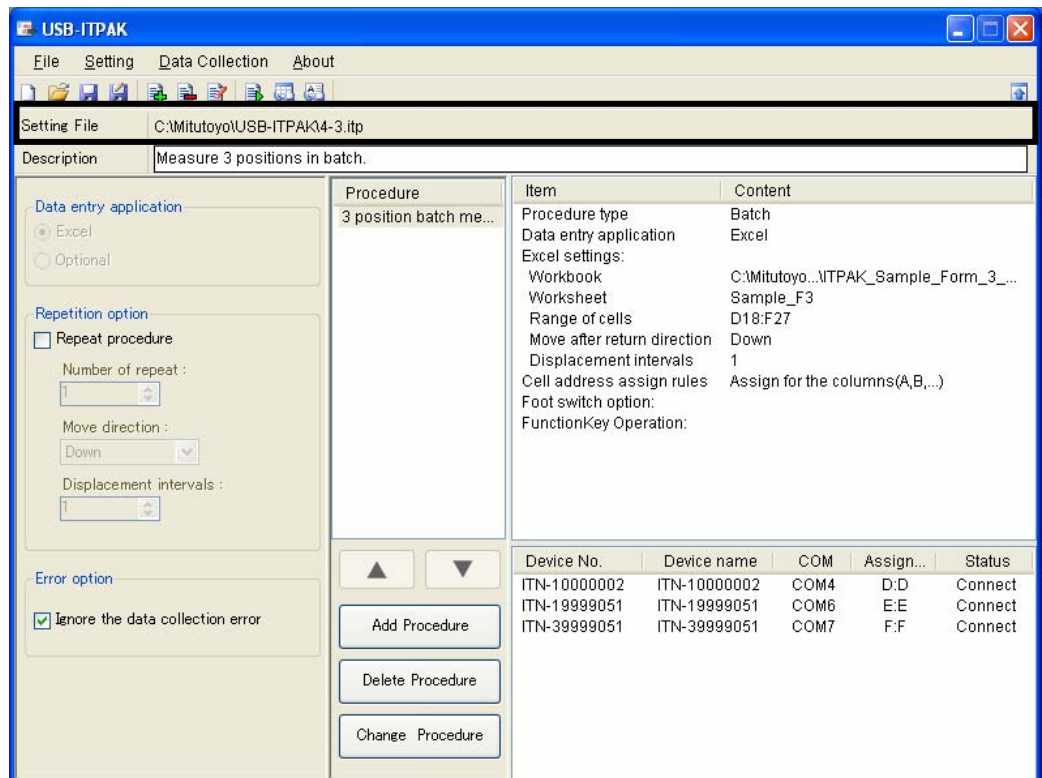 USB-ITPAK
File Setting Data Collection About
Setting File C:\Mitutoyo\USB-ITPAK\4-3.itp
Description Measure 3 positions in batch.
Data entry application
Excel
Optional
Repetition option
Repeat procedure
Number of repeat :
1
Move direction :
Down
Displacement intervals :
1
Error option
Ignore the data collection error
Procedure
3 position batch me...
Add Procedure
Delete Procedure
Change Procedure
Item Content
Procedure type Batch
Data entry application Excel
Excel settings:
Workbook C:\Mitutoyo...\ITPAK_Sample_Form_3_...
Worksheet Sample_F3
Range of cells D18:F27
Move after return direction Down
Displacement intervals 1
Cell address assign rules Assign for the columns(A,B,...)
Foot switch option:
FunctionKey Operation:
Device No. Device name COM Assign... Status
ITN-10000002 ITN-10000002 COM4 D:D Connect
ITN-19999051 ITN-19999051 COM6 E:E Connect
ITN-39999051 ITN-39999051 COM7 F:F Connect